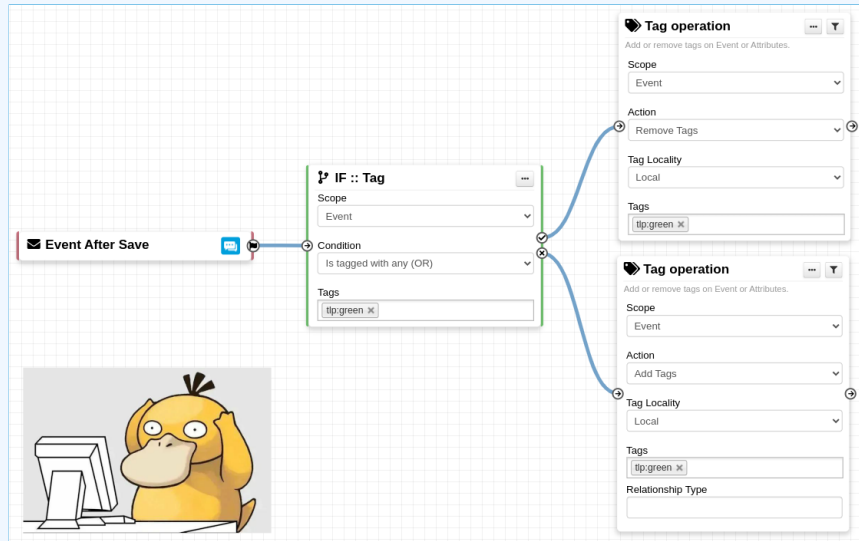 Event After Save
IF :: Tag
Scope
Event
Condition
Is tagged with any (OR)
Tags
tlp:green
Tag operation
Add or remove tags on Event or Attributes.
Scope
Event
Action
Remove Tags
Tag Locality
Local
Tags
tlp:green
Tag operation
Add or remove tags on Event or Attributes.
Scope
Event
Action
Add Tags
Tag Locality
Local
Tags
tlp:green
Relationship Type